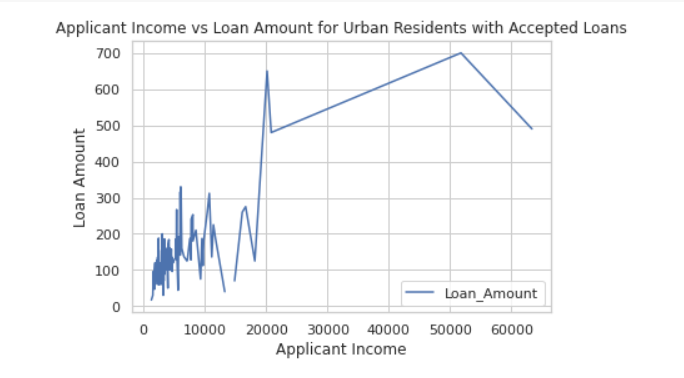 Applicant Income vs Loan Amount for Urban Residents with Accepted Loans
700
600
500
400
300
200
100
0
Loan Amount
Loan_Amount
0 10000 20000 30000 40000 50000 60000
Applicant Income